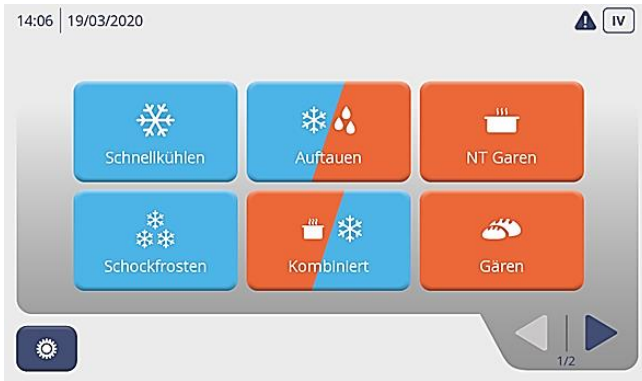 14:06 | 19/03/2020
IV
Schnellkühlen
Auftauen
NT Garen
Schockfrosten
Kombiniert
Gären
1/2